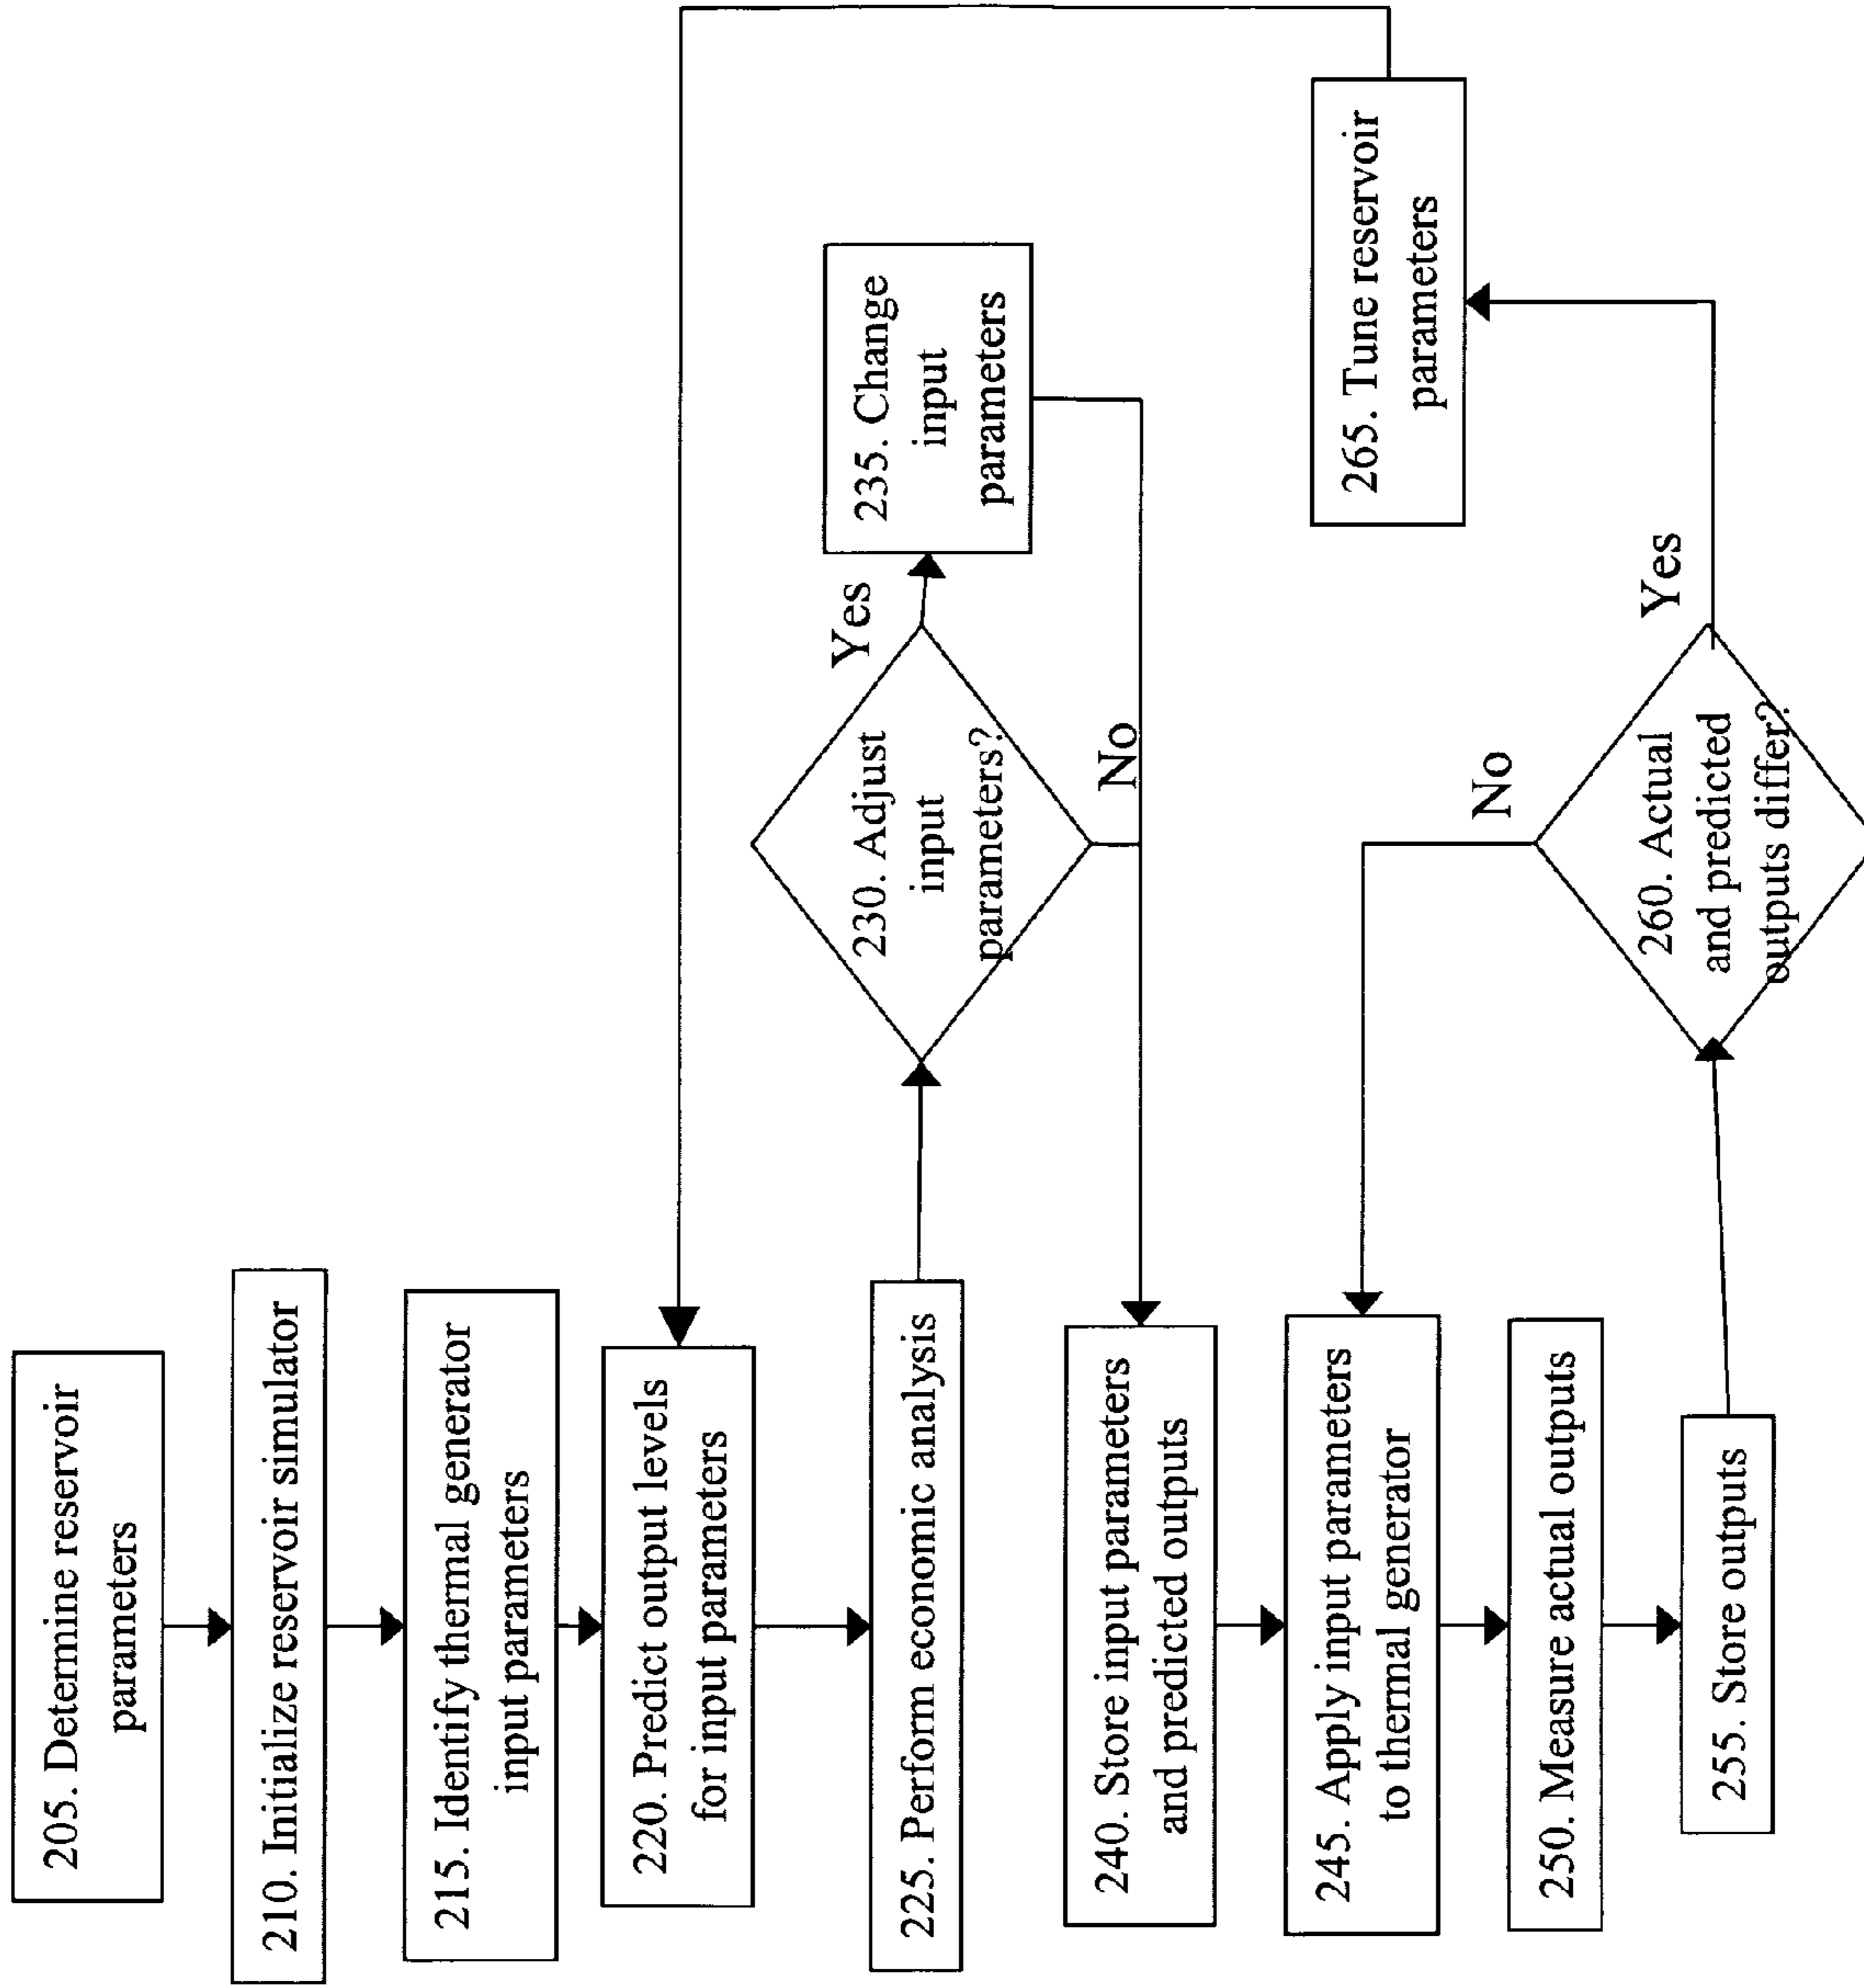 205. Determine reservoir
parameters
210. Initialize reservoir simulator
215. Identify thermal generator
input parameters
220. Predict output levels
for input parameters
225. Perform economic analysis
230. Adjust
input
parameters?
Yes
No
235. Change
input
parameters
240. Store input parameters
and predicted outputs
245. Apply input parameters
to thermal generator
250. Measure actual outputs
255. Store outputs
260. Actual
and predicted
outputs differ?
No
Yes
265. Tune reservoir
parameters